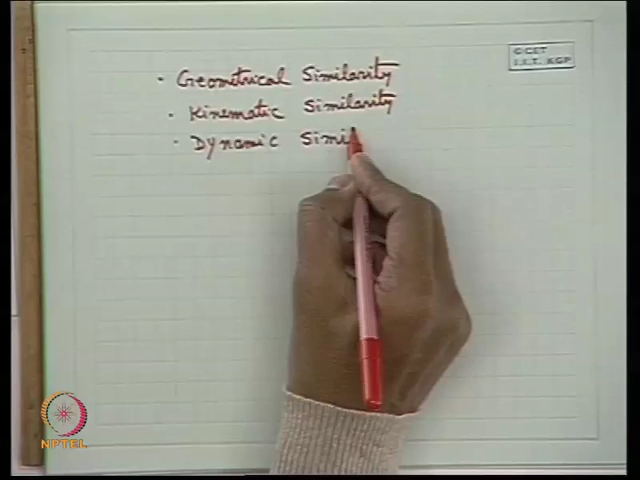 ©CET
I.I.T. KGP
· Geometrical Similarity
· Kinematic Similarity
· Dynamic Simi
NPTEL